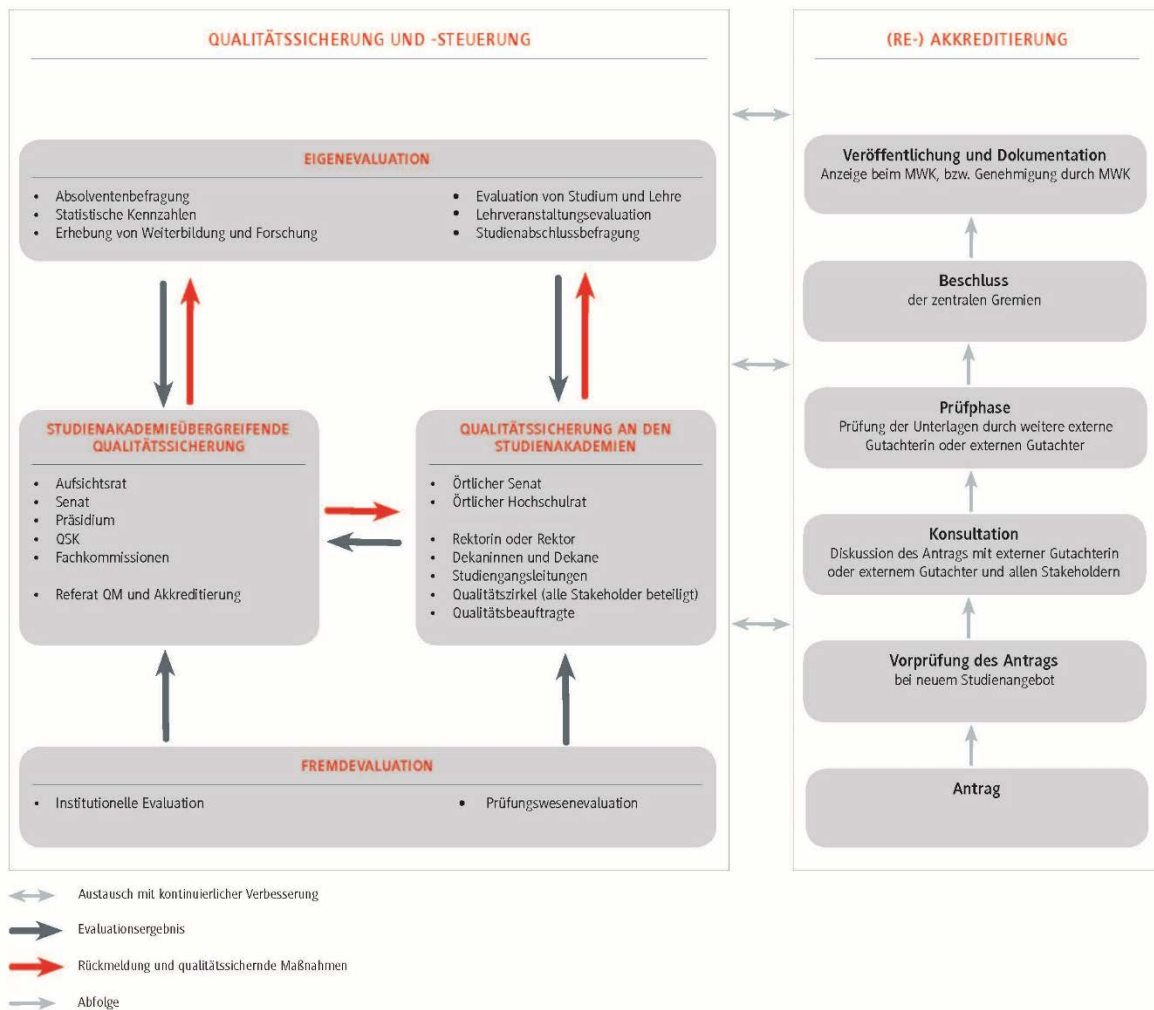 QUALITÄTSSICHERUNG UND -STEUERUNG
EIGENEVALUATION
• Absolventenbefragung
• Statistische Kennzahlen
• Erhebung von Weiterbildung und Forschung
• Evaluation von Studium und Lehre
• Lehrveranstaltungsevaluation
• Studienabschlussbefragung
STUDIENAKADEMIEÜBERGREIFENDE
QUALITÄTSSICHERUNG
• Aufsichtsrat
• Senat
• Präsidium
• QSK
• Fachkommissionen
• Referat QM und Akkreditierung
QUALITÄTSSICHERUNG AN DEN
STUDIENAKADEMIEN
• Örtlicher Senat
• Örtlicher Hochschulrat
• Rektorin oder Rektor
• Dekaninnen und Dekane
• Studiengangsleitungen
• Qualitätszirkel (alle Stakeholder beteiligt)
• Qualitätsbeauftragte
FREMDEVALUATION
• Institutionelle Evaluation
• Prüfungswesenevaluation
(RE-) AKKREDITIERUNG
Veröffentlichung und Dokumentation
Anzeige beim MWK, bzw. Genehmigung durch MWK
Beschluss
der zentralen Gremien
Prüfphase
Prüfung der Unterlagen durch weitere externe
Gutachterin oder externen Gutachter
Konsultation
Diskussion des Antrags mit externer Gutachterin
oder externem Gutachter und allen Stakeholdern
Vorprüfung des Antrags
bei neuem Studienangebot
Antrag
Austausch mit kontinuierlicher Verbesserung
Evaluationsergebnis
Rückmeldung und qualitätssichernde Maßnahmen
Abfolge